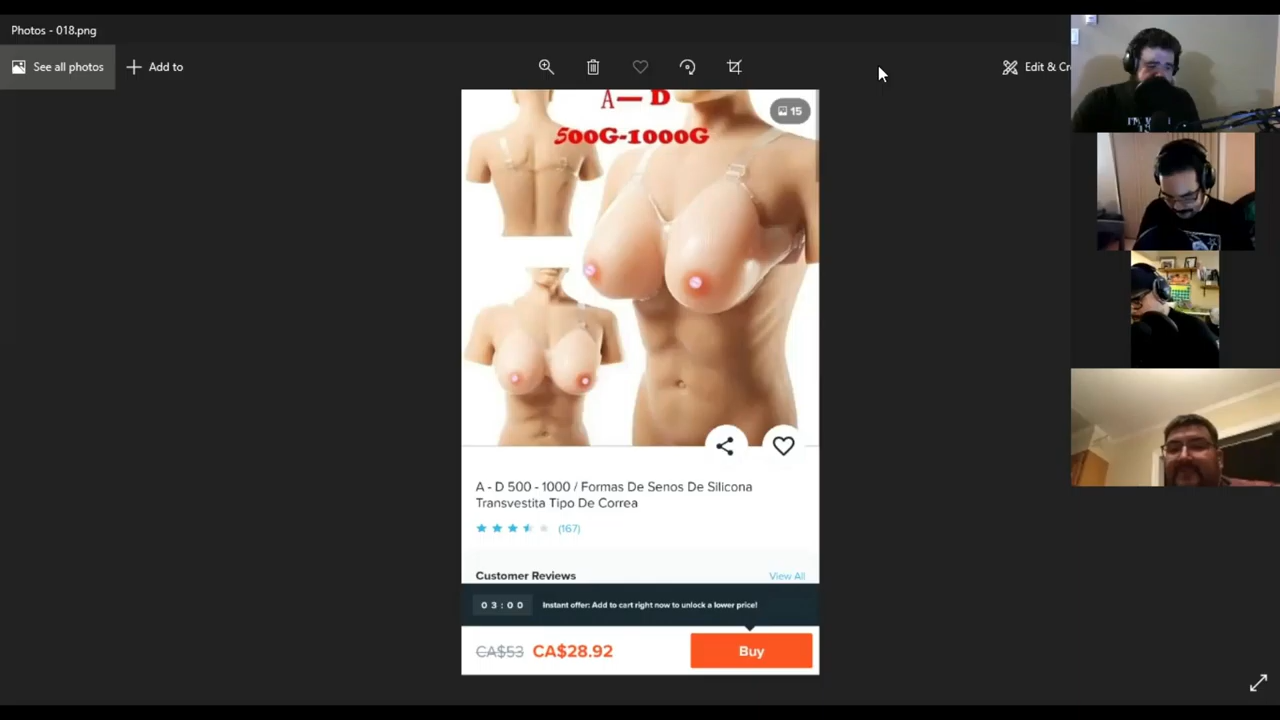 Photos - 018.png
See all photos
Add to
Edit & Cr
A— D
500G-1000G
15
A - D 500 - 1000 / Formas De Senos De Silicona
Transvestita Tipo De Correa
(167)
Customer Reviews
View All
03:00
Instant offer: Add to cart right now to unlock a lower price!
CA$53 CA$28.92
Buy